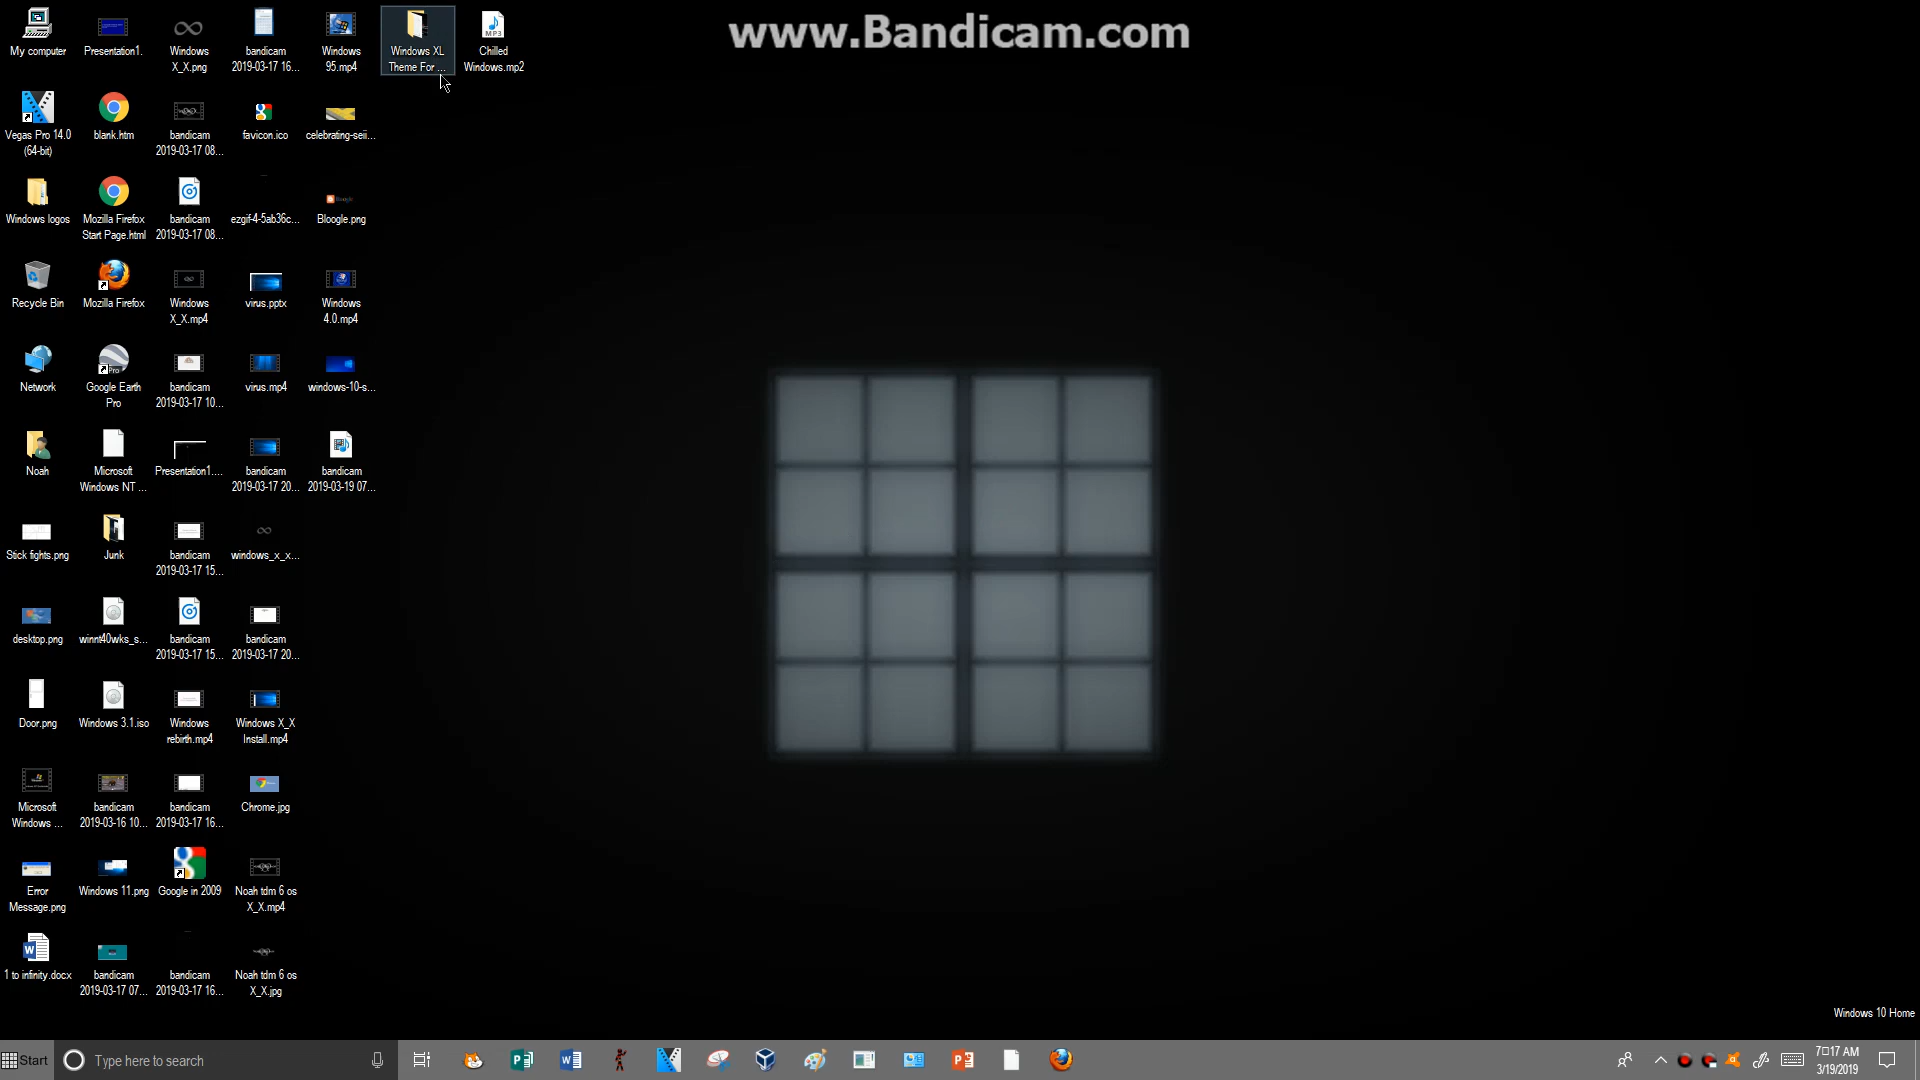 www.Bandicam.com
My computer
Presentation1.
Windows
X_X.png
bandicam
2019-03-17 16...
Windows
95.mp4
Windows XL
Theme For ...
MP3
Chilled
Windows.mp2
Vegas Pro 14.0
(64-bit)
blank.htm
bandicam
2019-03-17 08...
favicon.ico
celebrating-seii...
Windows logos
Mozilla Firefox
Start Page.html
bandicam
2019-03-17 08...
ezgif-4-5ab36c...
Bloogle.png
Recycle Bin
Mozilla Firefox
Windows
X_X.mp4
virus.pptx
Windows
4.0.mp4
Network
Pro
Google Earth
Pro
bandicam
2019-03-17 10...
virus.mp4
windows-10-s...
Noah
Microsoft
Windows NT ...
Presentation1....
bandicam
2019-03-17 20...
bandicam
2019-03-19 07...
Stick fights.png
Junk
bandicam
2019-03-17 15...
windows_x_x...
desktop.png
winnt40wks_s...
bandicam
2019-03-17 15...
bandicam
2019-03-17 20...
Door.png
Windows 3.1.iso
Windows
rebirth.mp4
Windows X_X
Install.mp4
Microsoft
Windows ...
bandicam
2019-03-16 10...
bandicam
2019-03-17 16...
Chrome.jpg
Error
Message.png
Windows 11.png
Google in 2009
Noah tdm 6 os
X_X.mp4
1 to infinity.docx
bandicam
2019-03-17 07...
bandicam
2019-03-17 16...
Noah tdm 6 os
X_X.jpg
Windows 10 Home
Start
Type here to search
7□17 AM
3/19/2019